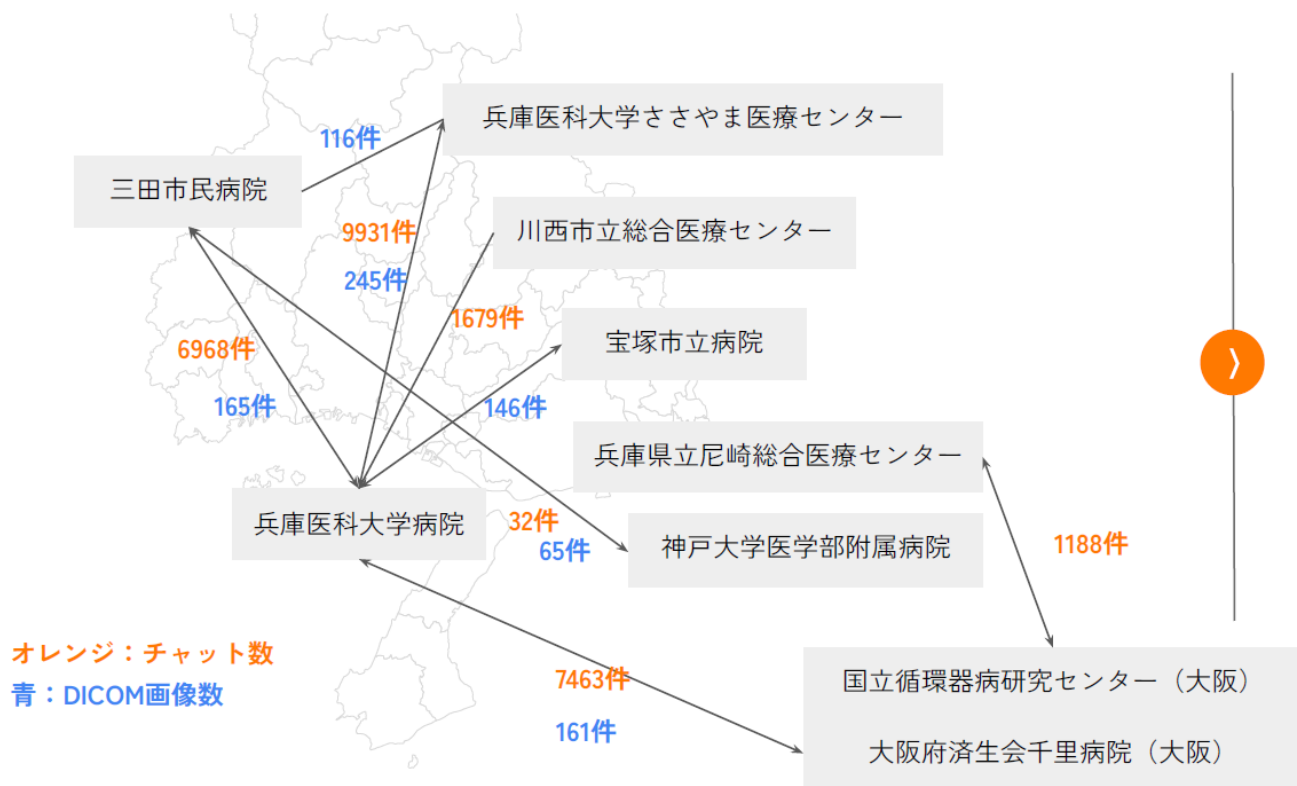 兵庫医科大学ささやま医療センター
116件
三田市民病院
9931件
川西市立総合医療センター
245件
1679件
宝塚市立病院
6968件
165件
146件
兵庫県立尼崎総合医療センター
兵庫医科大学病院
32件
65件
神戸大学医学部附属病院
1188件
オレンジ：チャット数
青：DICOM画像数
7463件
161件
国立循環器病研究センター（大阪）
大阪府済生会千里病院（大阪）